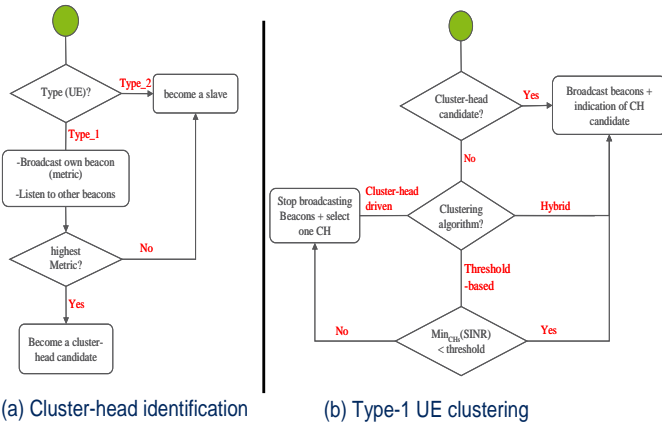 Type (UE)?
Type_2
become a slave
Type_1
-Broadcast own beacon
(metric)
-Listen to other beacons
highest
Metric?
No
Yes
Become a cluster-
head candidate
(a) Cluster-head identification
Cluster-head
candidate?
Yes
Broadcast beacons +
indication of CH
candidate
No
Stop broadcasting
Beacons + select
one CH
Cluster-head
driven
Clustering
algorithm?
Hybrid
Threshold
-based
No
Min_CHs(SINR)
< threshold
Yes
(b) Type-1 UE clustering